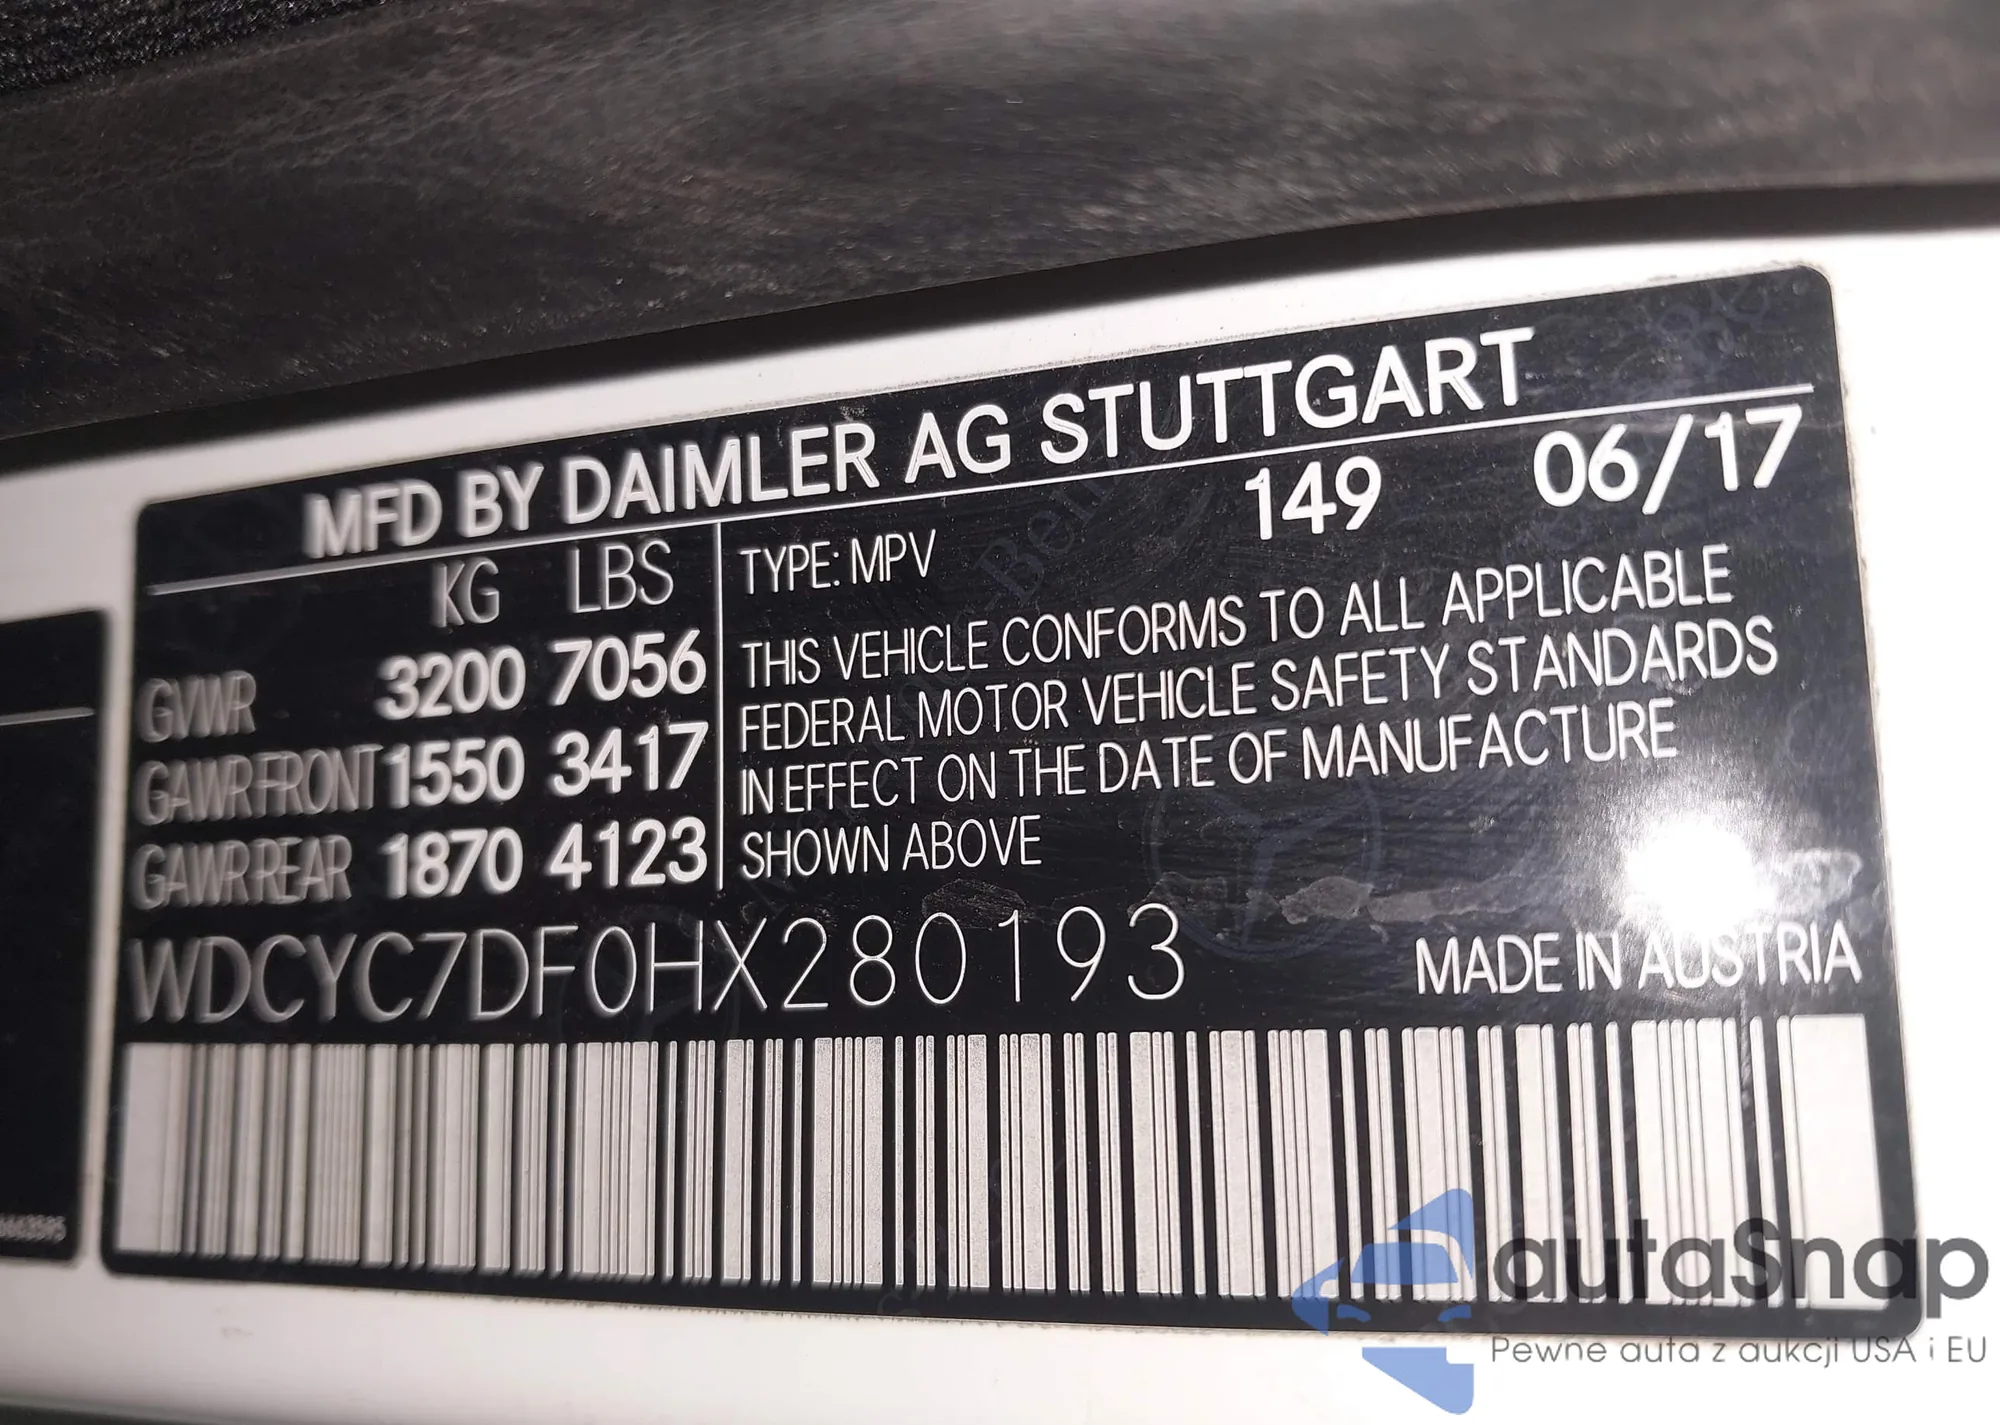 MFD BY DAIMLER AG STUTTGART
149 06/17
KG LBS
GVWR 3200 7056
GAWR FRONT 1550 3417
GAWR REAR 1870 4123
TYPE: MPV
THIS VEHICLE CONFORMS TO ALL APPLICABLE
FEDERAL MOTOR VEHICLE SAFETY STANDARDS
IN EFFECT ON THE DATE OF MANUFACTURE
SHOWN ABOVE
WDCYC7DF0HX280193
MADE IN AUSTRIA
autaSnap
Pewne auta z aukcji USA i EU